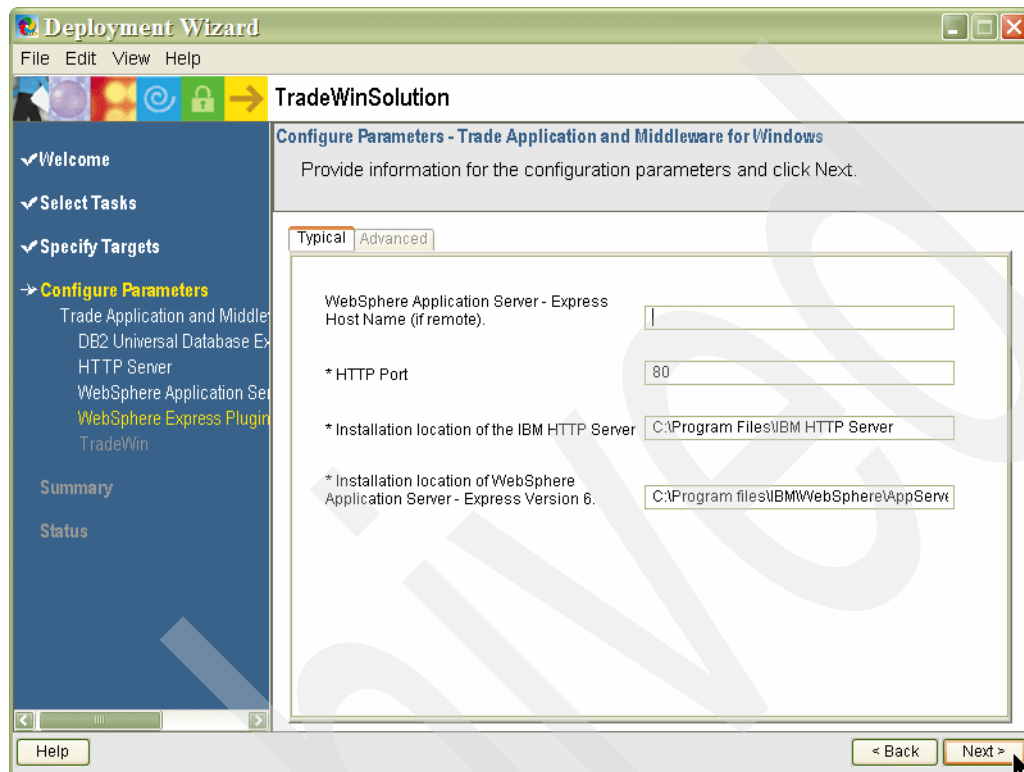 Deployment Wizard
File Edit View Help
TradeWinSolution
Configure Parameters - Trade Application and Middleware for Windows
Provide information for the configuration parameters and click Next.
Welcome
Select Tasks
Specify Targets
Configure Parameters
Trade Application and Middle
DB2 Universal Database Ex
HTTP Server
WebSphere Application Ser
WebSphere Express Plugin
TradeWin
Summary
Status
Typical Advanced
WebSphere Application Server - Express
Host Name (if remote).
* HTTP Port 80
* Installation location of the IBM HTTP Server C:\Program Files\IBM HTTP Server
* Installation location of WebSphere
Application Server - Express Version 6. C:\Program files\IBM\WebSphere\AppServe
Help < Back Next >
hived